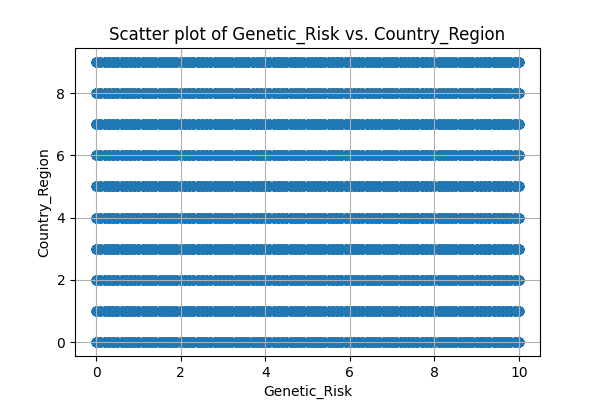 Scatter plot of Genetic_Risk vs. Country_Region
8
6
4
2
0
Country_Region
0 2 4 6 8 10
Genetic_Risk